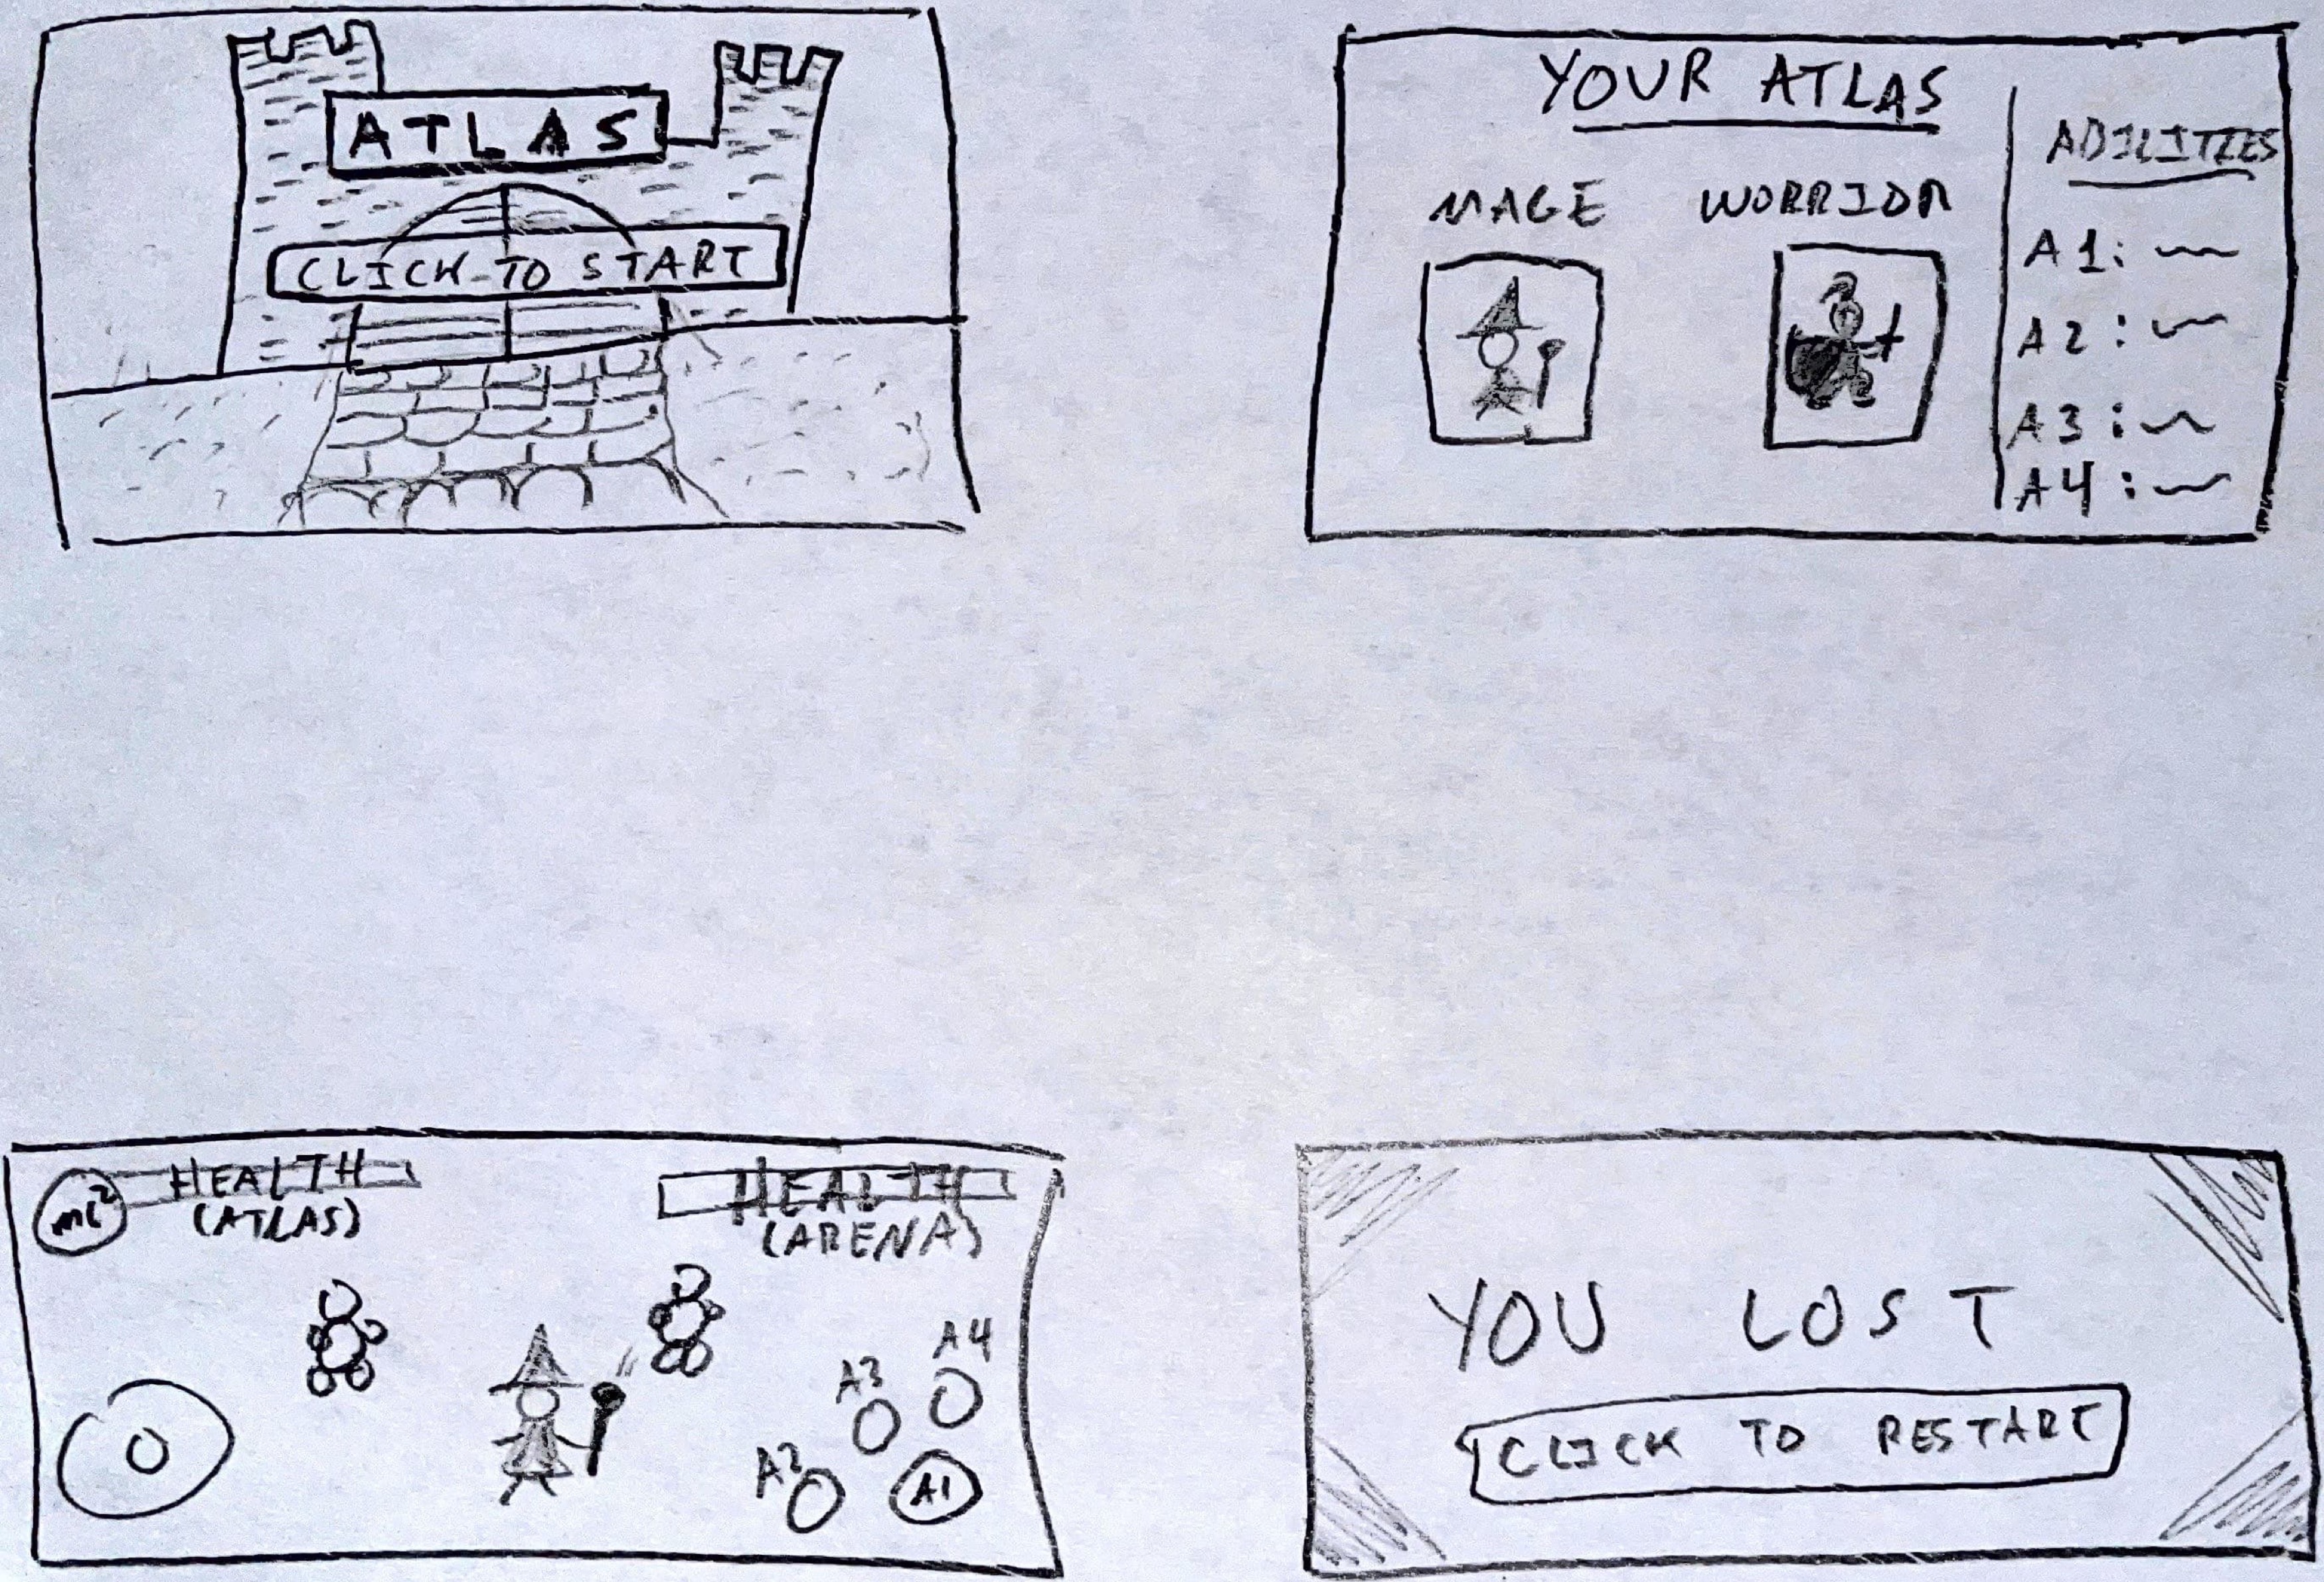 ATLAS
CLICK TO START
YOUR ATLAS
MAGE
WORRIOR
ABILITIES
A1:
A2:
A3:
A4:
HEALTH
(ATLAS)
HEALTH
(ARENA)
A4
A3
A2
A1
YOU LOST
CLICK TO RESTART